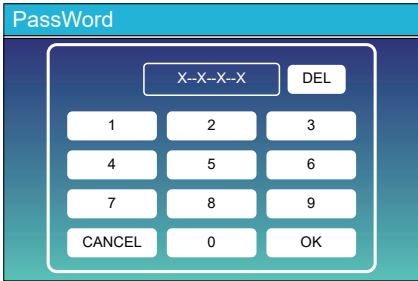 PassWord
X--X--X--X DEL
1 2 3
4 5 6
7 8 9
CANCEL 0 OK